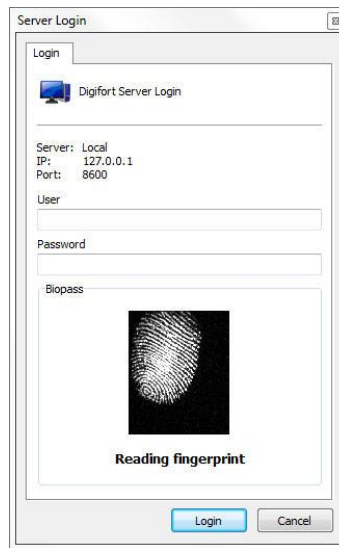 Server Login
Login
Digifort Server Login
Server: Local
IP: 127.0.0.1
Port: 8600
User
Password
Biopass
Reading fingerprint
Login Cancel